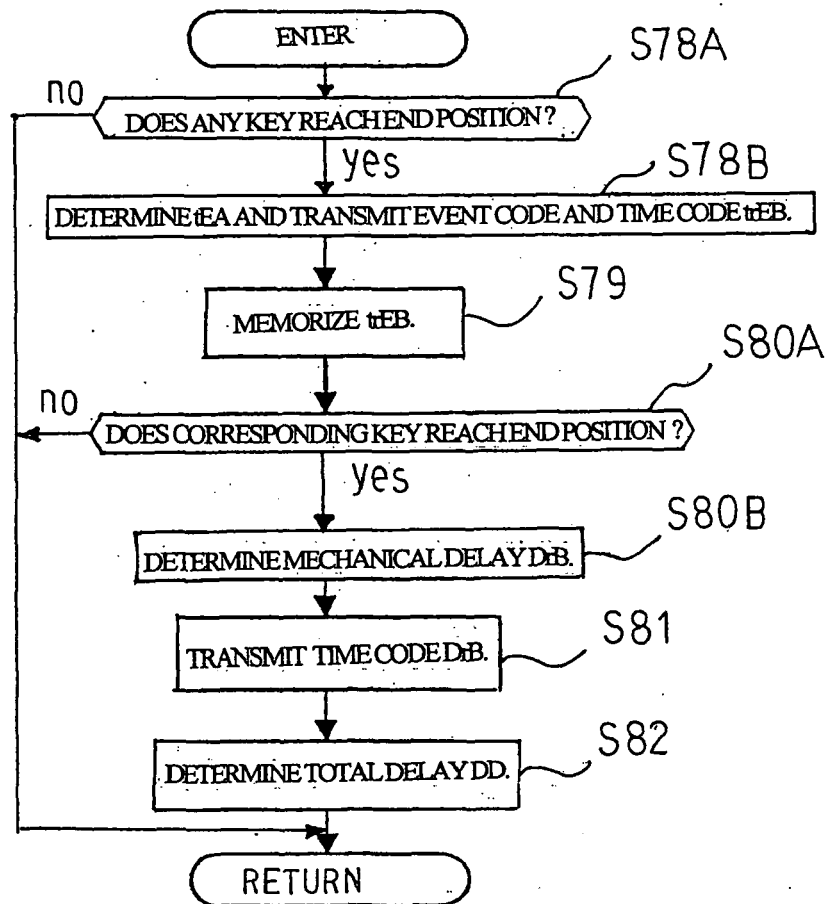 ENTER
S78A
no
DOES ANY KEY REACH END POSITION ?
yes
S78B
DETERMINE tEA AND TRANSMIT EVENT CODE AND TIME CODE trEB.
S79
MEMORIZE trEB.
S80A
no
DOES CORRESPONDING KEY REACH END POSITION ?
yes
S80B
DETERMINE MECHANICAL DELAY DrB.
S81
TRANSMIT TIME CODE DrB.
S82
DETERMINE TOTAL DELAY DD.
RETURN